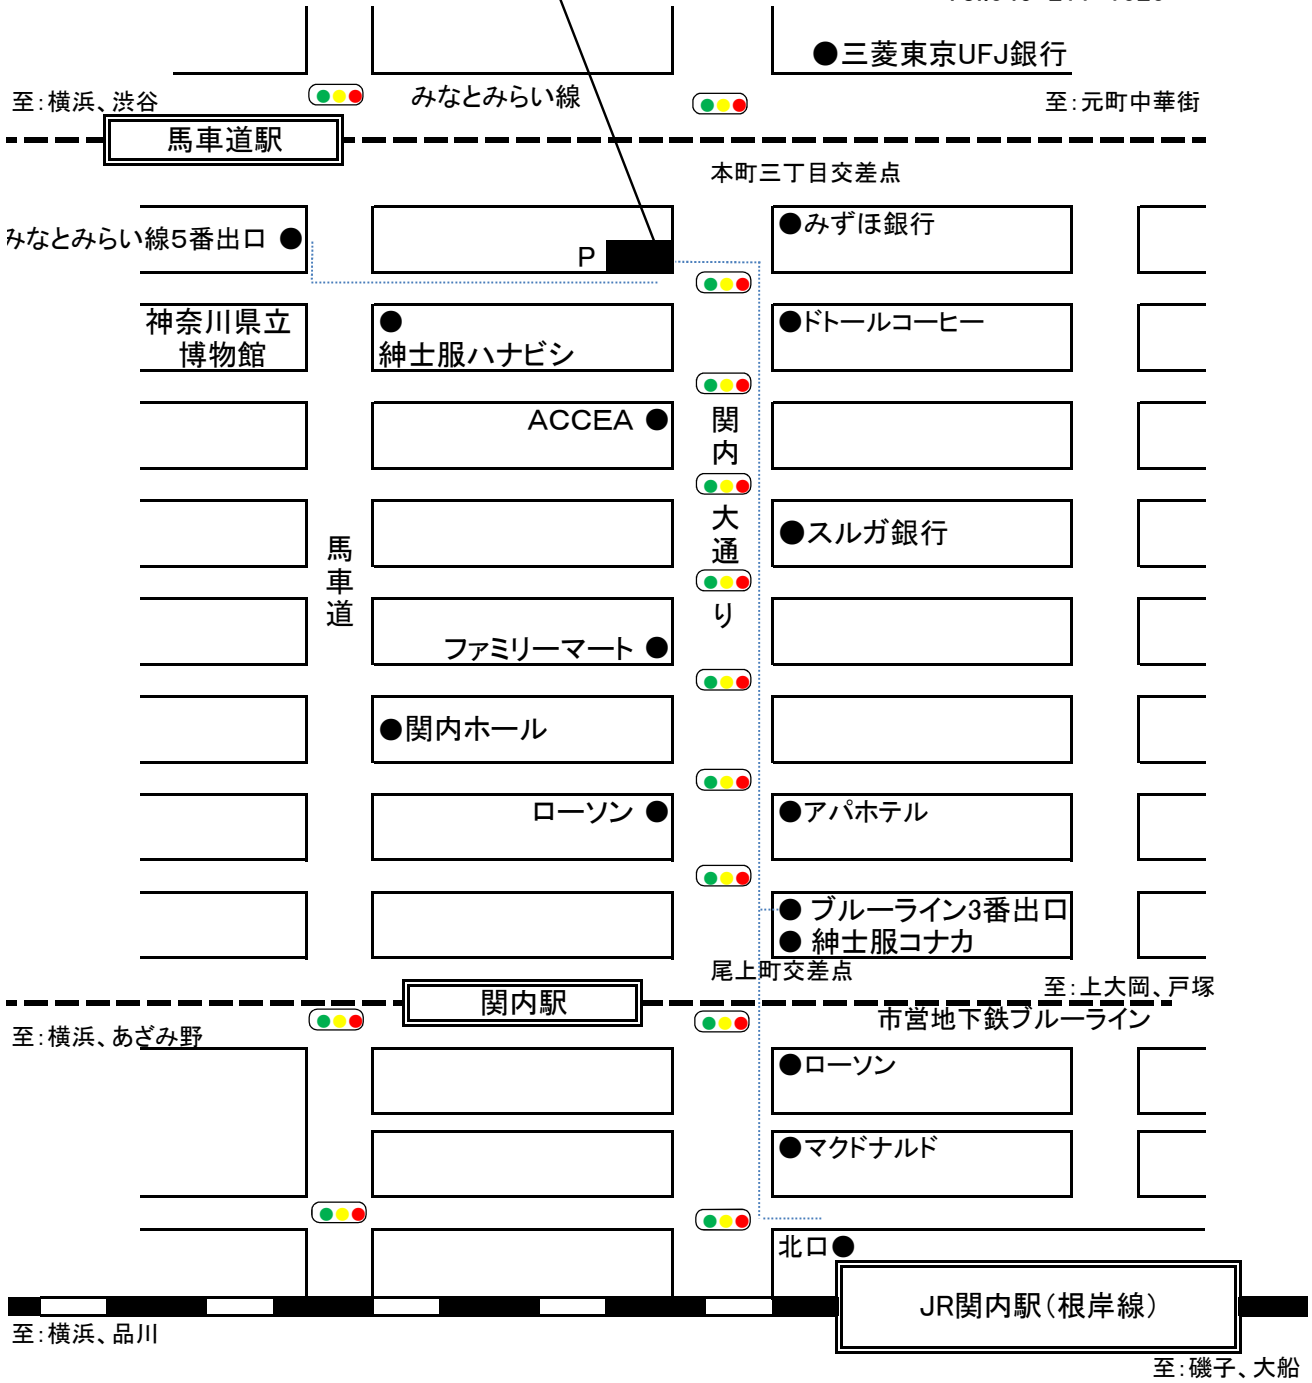 ●三菱東京UFJ銀行
至：横浜、渋谷
みなとみらい線
至：元町中華街
馬車道駅
本町三丁目交差点
みなとみらい線５番出口 ●
P
●みずほ銀行
神奈川県立
博物館
●
紳士服ハナビシ
●ドトールコーヒー
ACCEA ●
関内大通り
●スルガ銀行
馬車道
ファミリーマート ●
●関内ホール
ローソン ●
●アパホテル
● ブルーライン3番出口
● 紳士服コナカ
尾上町交差点
至：上大岡、戸塚
関内駅
市営地下鉄ブルーライン
至：横浜、あざみ野
●ローソン
●マクドナルド
北口●
JR関内駅（根岸線）
至：横浜、品川
至：磯子、大船